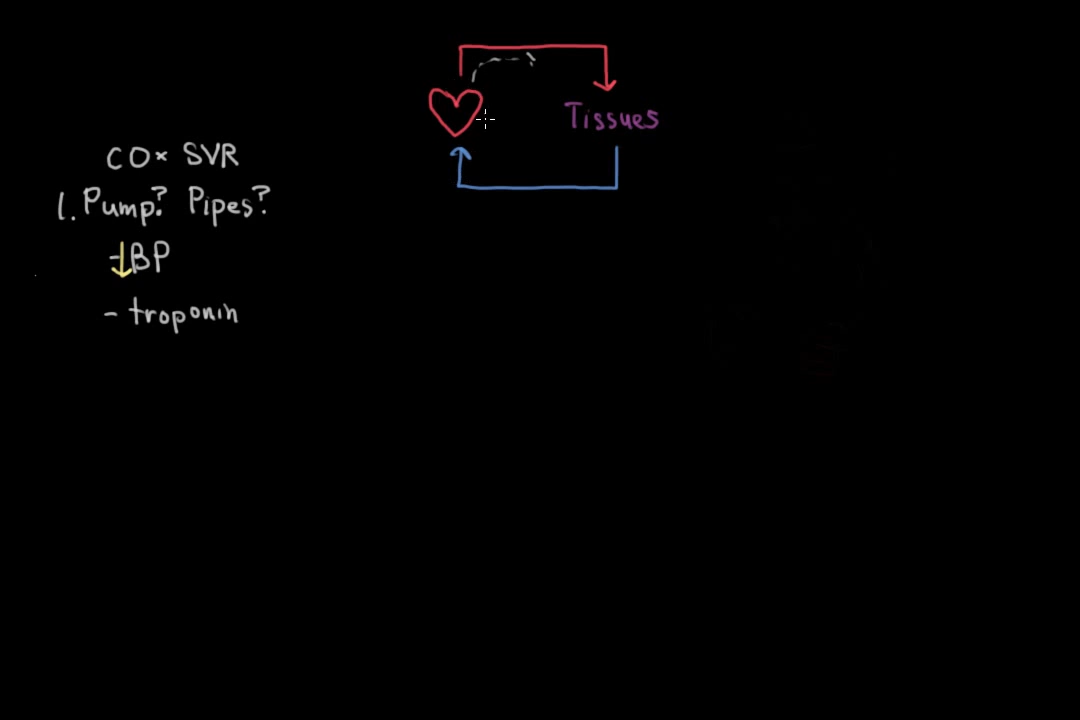 Tissues
CO × SVR
1. Pump? Pipes?
- ↓BP
- troponin